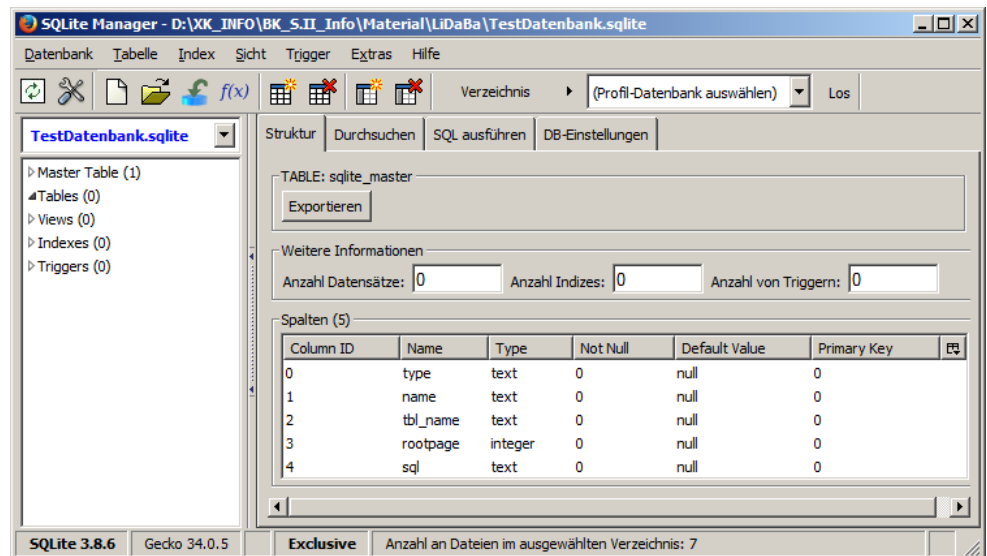 SQLite Manager - D:\XK_INFO\BK_S.II_Info\Material\LiDaBa\TestDatenbank.sqlite
Datenbank Tabelle Index Sicht Trigger Extras Hilfe
f(x) Verzeichnis (Profil-Datenbank auswählen) Los
TestDatenbank.sqlite
Master Table (1)
Tables (0)
Views (0)
Indexes (0)
Triggers (0)
Struktur Durchsuchen SQL ausführen DB-Einstellungen
TABLE: sqlite_master
Exportieren
Weitere Informationen
Anzahl Datensätze: 0 Anzahl Indizes: 0 Anzahl von Triggern: 0
Spalten (5)
Column ID Name Type Not Null Default Value Primary Key
0 type text 0 null 0
1 name text 0 null 0
2 tbl_name text 0 null 0
3 rootpage integer 0 null 0
4 sql text 0 null 0
SQLite 3.8.6 Gecko 34.0.5 Exclusive Anzahl an Dateien im ausgewählten Verzeichnis: 7